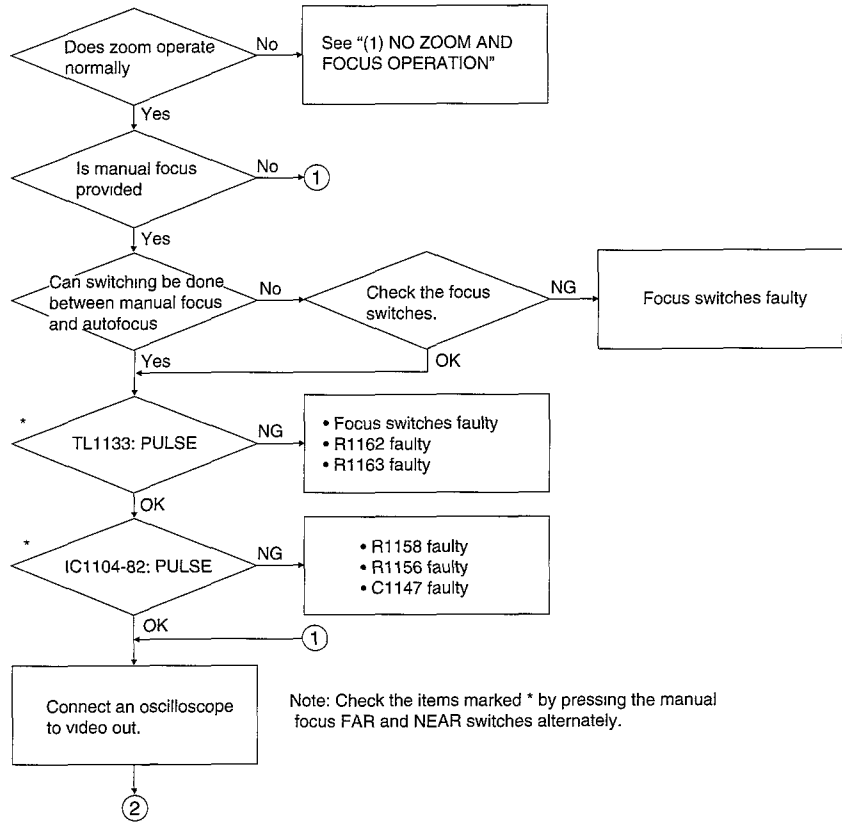 Does zoom operate
normally
No
See “(1) NO ZOOM AND
FOCUS OPERATION”
Yes
Is manual focus
provided
No
1
Yes
Can switching be done
between manual focus
and autofocus
No
Check the focus
switches.
NG
Focus switches faulty
Yes
OK
*
TL1133: PULSE
NG
• Focus switches faulty
• R1162 faulty
• R1163 faulty
OK
*
IC1104-82: PULSE
NG
• R1158 faulty
• R1156 faulty
• C1147 faulty
OK
1
Connect an oscilloscope
to video out.
Note: Check the items marked * by pressing the manual
focus FAR and NEAR switches alternately.
2